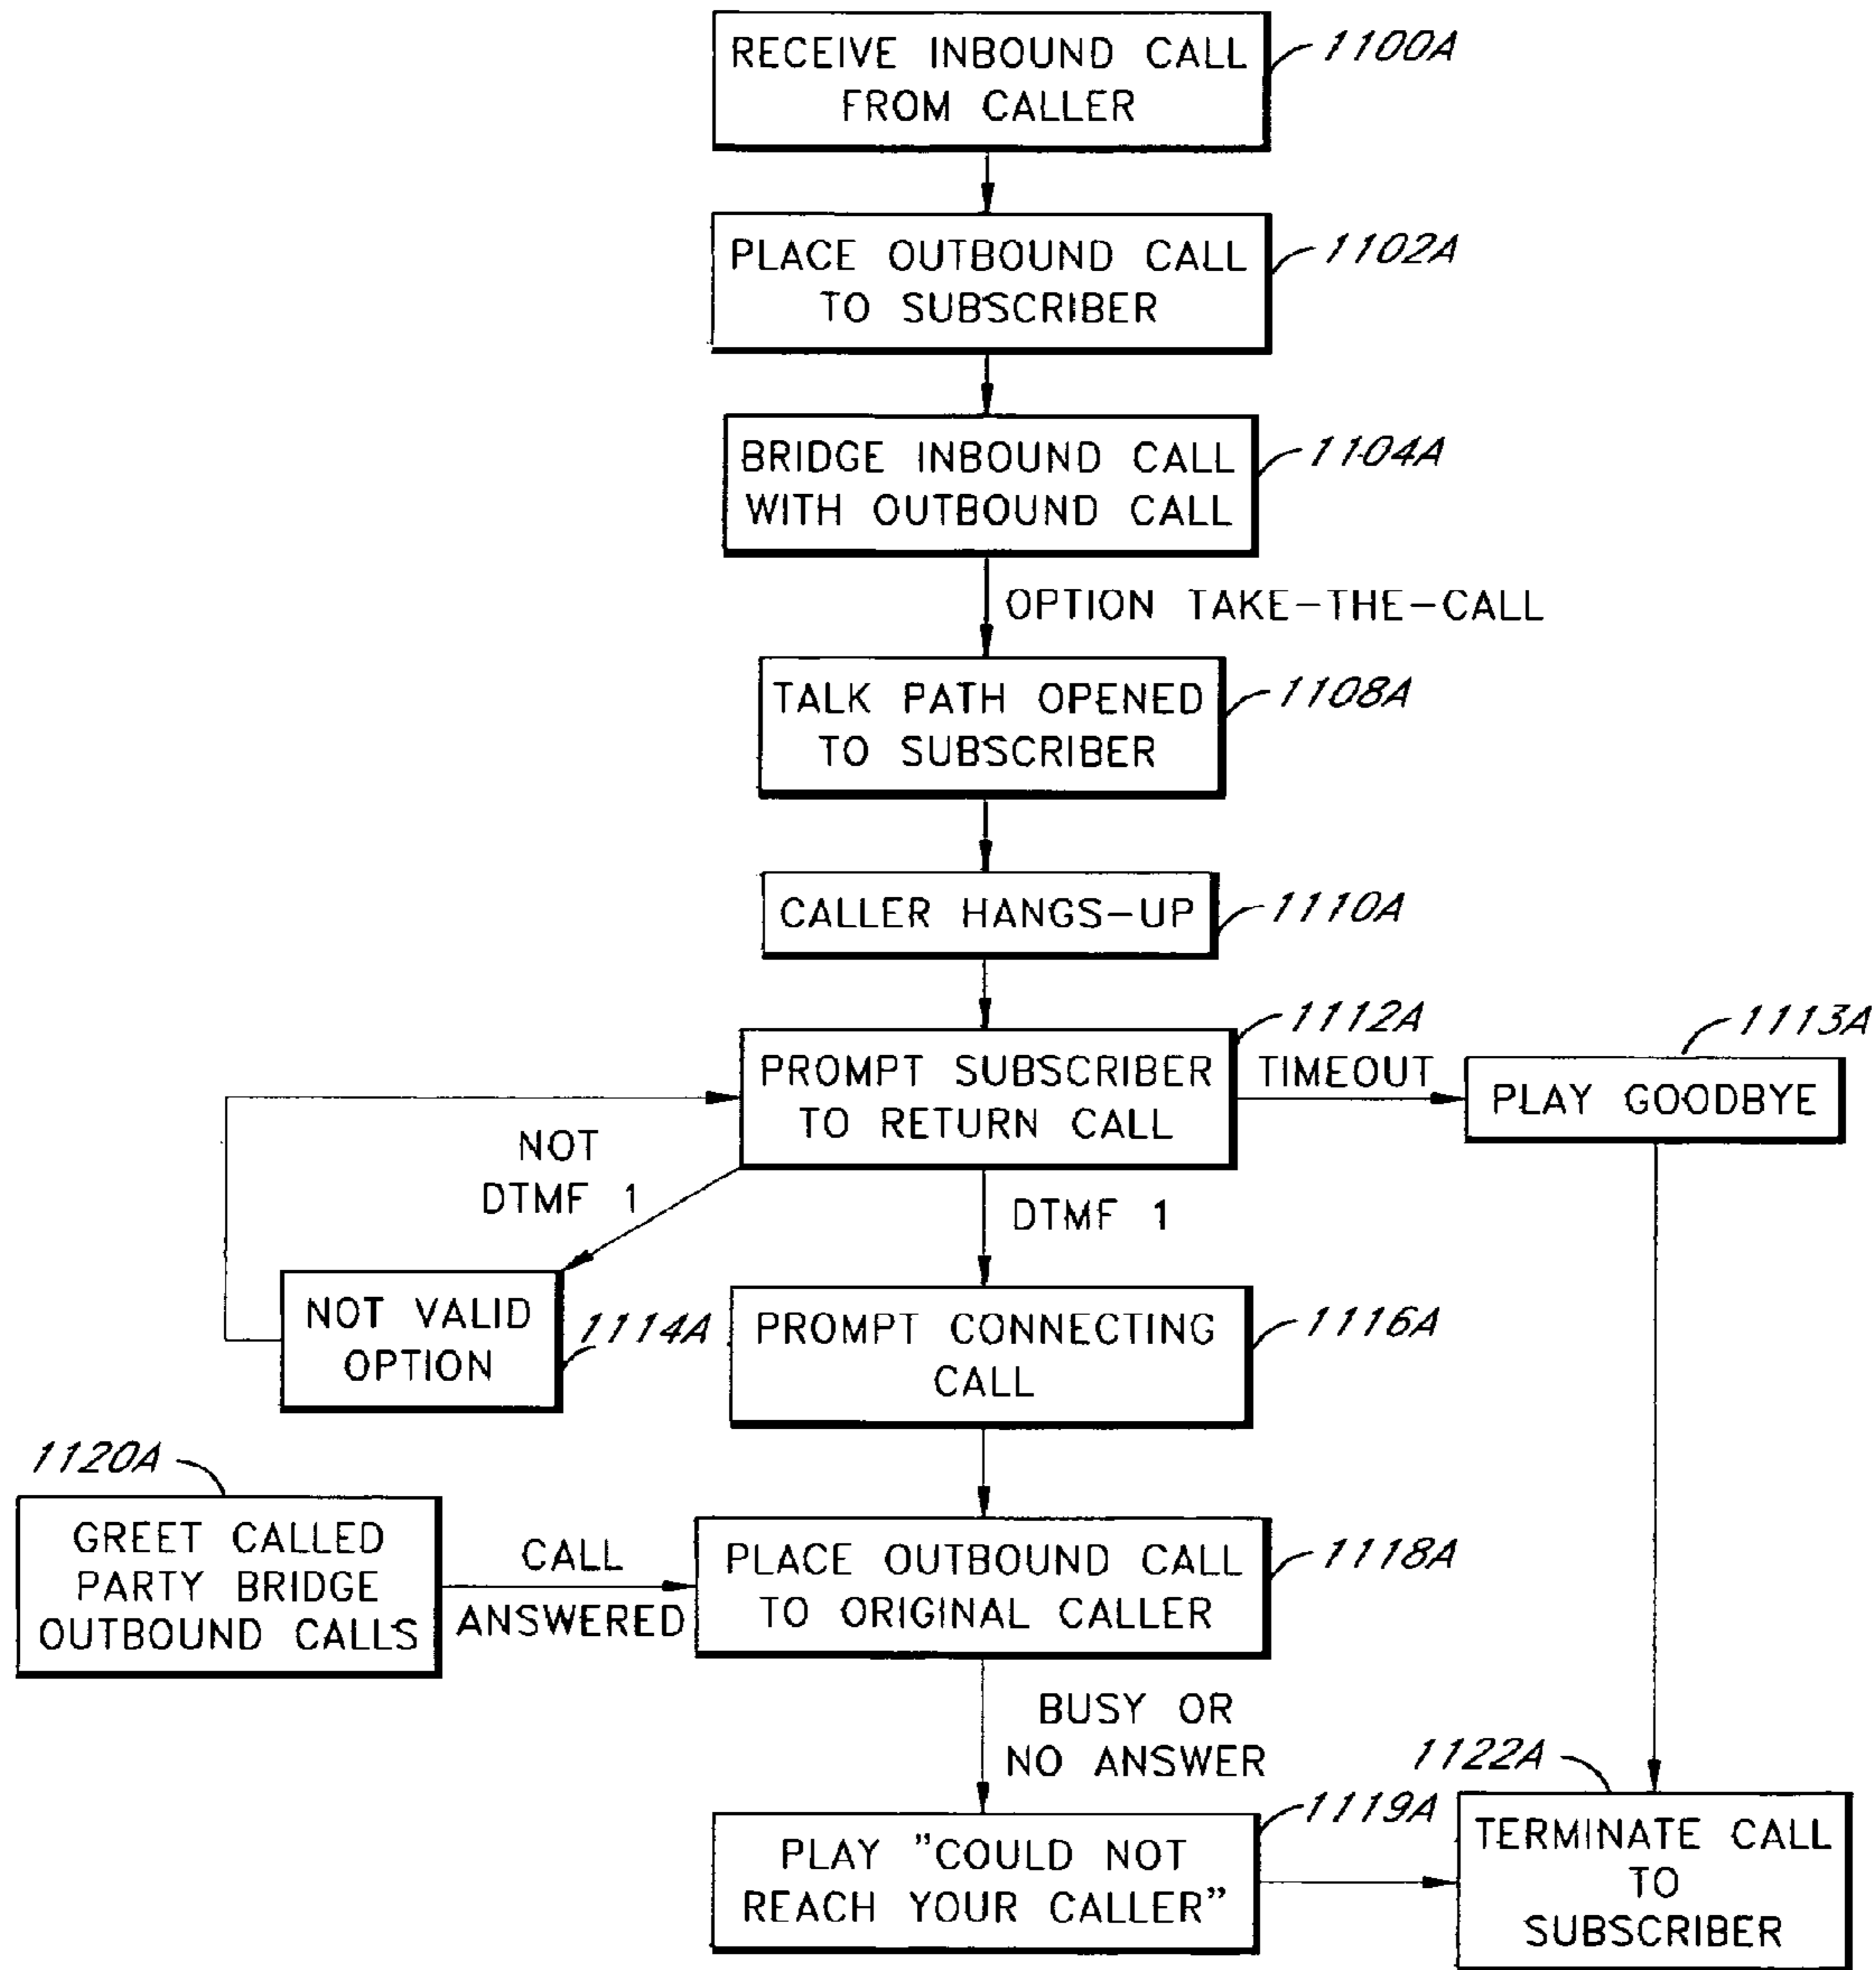 RECEIVE INBOUND CALL
FROM CALLER
1100A
PLACE OUTBOUND CALL
TO SUBSCRIBER
1102A
BRIDGE INBOUND CALL
WITH OUTBOUND CALL
1104A
OPTION TAKE-THE-CALL
TALK PATH OPENED
TO SUBSCRIBER
1108A
CALLER HANGS-UP
1110A
PROMPT SUBSCRIBER
TO RETURN CALL
1112A
TIMEOUT
1113A
PLAY GOODBYE
NOT
DTMF 1
DTMF 1
NOT VALID
OPTION
1114A
PROMPT CONNECTING
CALL
1116A
1120A
GREET CALLED
PARTY BRIDGE
OUTBOUND CALLS
CALL
ANSWERED
PLACE OUTBOUND CALL
TO ORIGINAL CALLER
1118A
BUSY OR
NO ANSWER
PLAY "COULD NOT
REACH YOUR CALLER"
1119A
1122A
TERMINATE CALL
TO
SUBSCRIBER